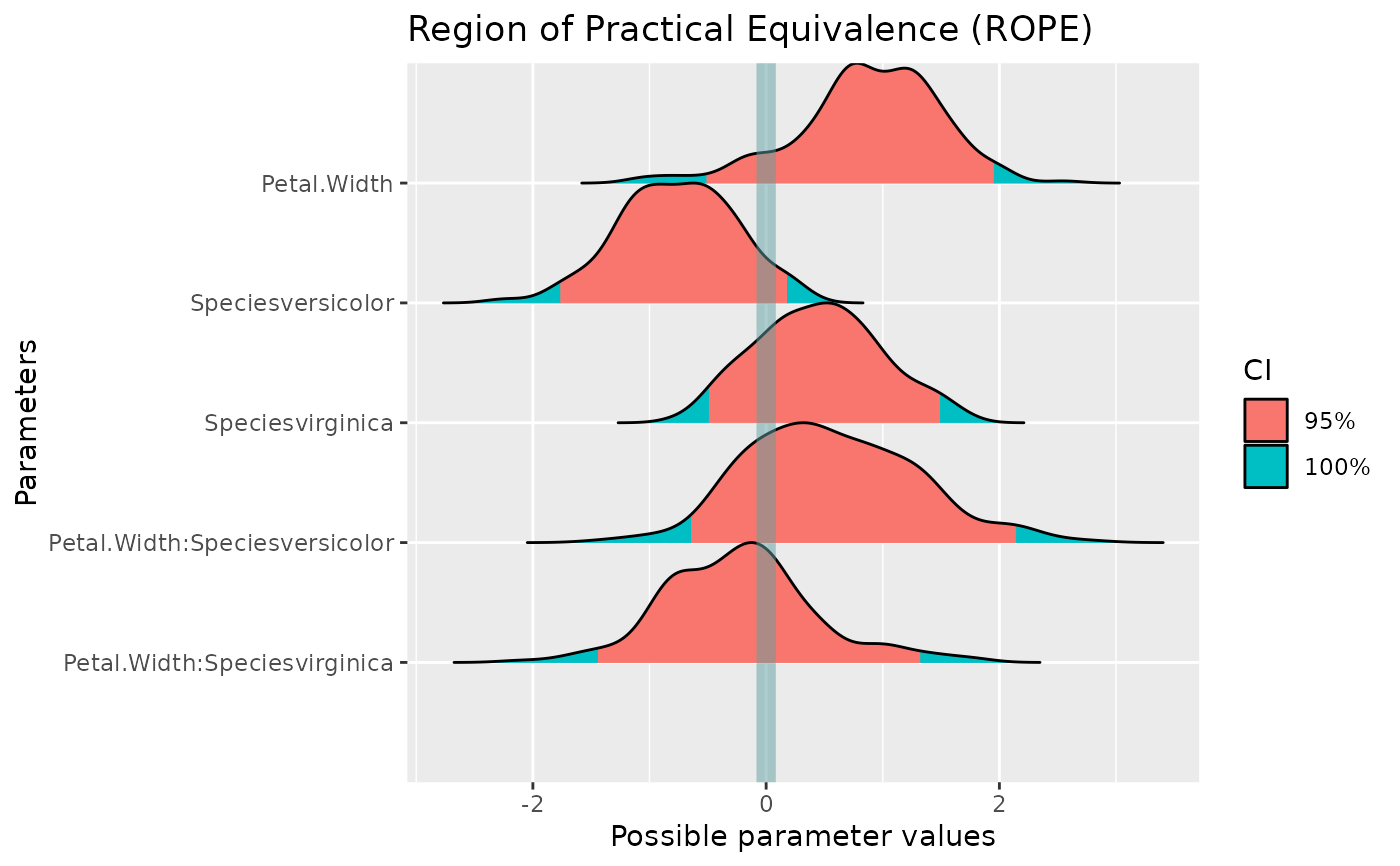 Region of Practical Equivalence (ROPE)
Petal.Width
Speciesversicolor
Speciesvirginica
Petal.Width:Speciesversicolor
Petal.Width:Speciesvirginica
Parameters
-2
0
2
Possible parameter values
CI
95%
100%